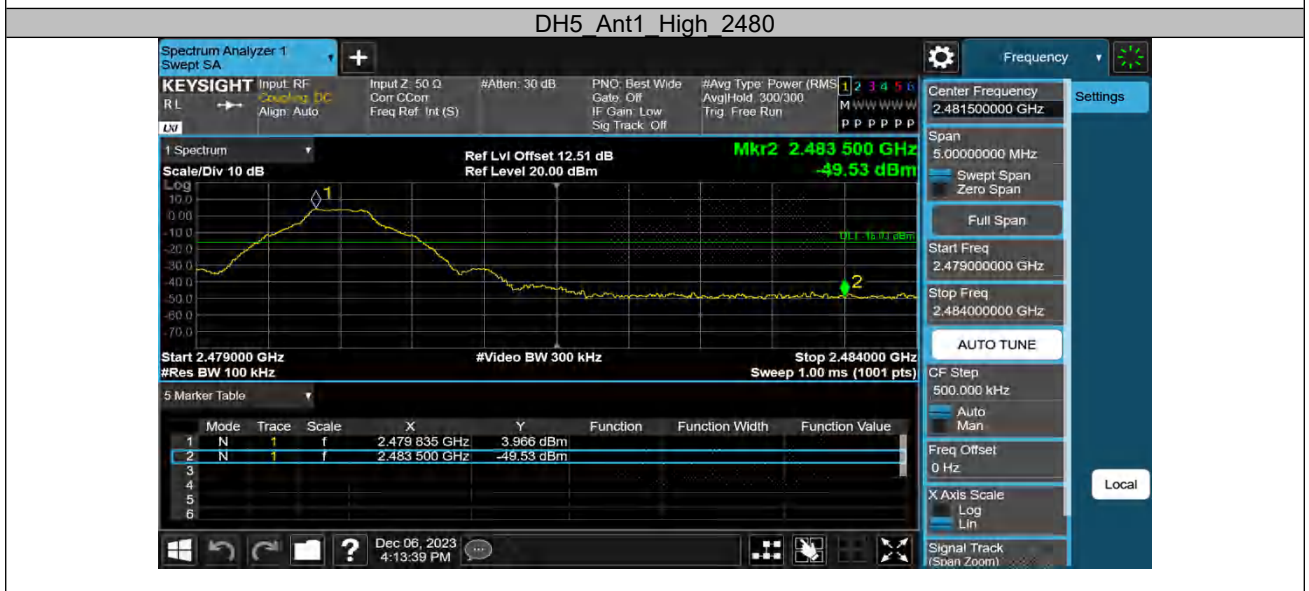 DH5_Ant1_High_2480
Spectrum Analyzer 1
Swept SA
Frequency
KEYSIGHT
RL
LXI
Input: RF
Coupling: DC
Align: Auto
Input Z: 50 Ω
Corr CCorr
Freq Ref: Int (S)
#Atten: 30 dB
PNO: Best Wide
Gate: Off
IF Gain: Low
Sig Track: Off
#Avg Type: Power (RMS
Avg|Hold: 300/300
Trig: Free Run
1 2 3 4 5 6
M W W W W W
P P P P P P
1 Spectrum
Scale/Div 10 dB
Ref Lvl Offset 12.51 dB
Ref Level 20.00 dBm
Mkr2 2.483 500 GHz
-49.53 dBm
Log
10.0
0.00
-10.0
-20.0
-30.0
-40.0
-50.0
-60.0
-70.0
1
2
DL1 -16.03 dBm
Start 2.479000 GHz
#Video BW 300 kHz
Stop 2.484000 GHz
#Res BW 100 kHz
Sweep 1.00 ms (1001 pts)
5 Marker Table
Mode Trace Scale X Y Function Function Width Function Value
1 N 1 f 2.479 835 GHz 3.966 dBm
2 N 1 f 2.483 500 GHz -49.53 dBm
3
4
5
6
?
Dec 06, 2023
4:13:39 PM
Center Frequency
2.481500000 GHz
Settings
Span
5.00000000 MHz
Swept Span
Zero Span
Full Span
Start Freq
2.479000000 GHz
Stop Freq
2.484000000 GHz
AUTO TUNE
CF Step
500.000 kHz
Auto
Man
Freq Offset
0 Hz
X Axis Scale
Log
Lin
Signal Track
(Span Zoom)
Local